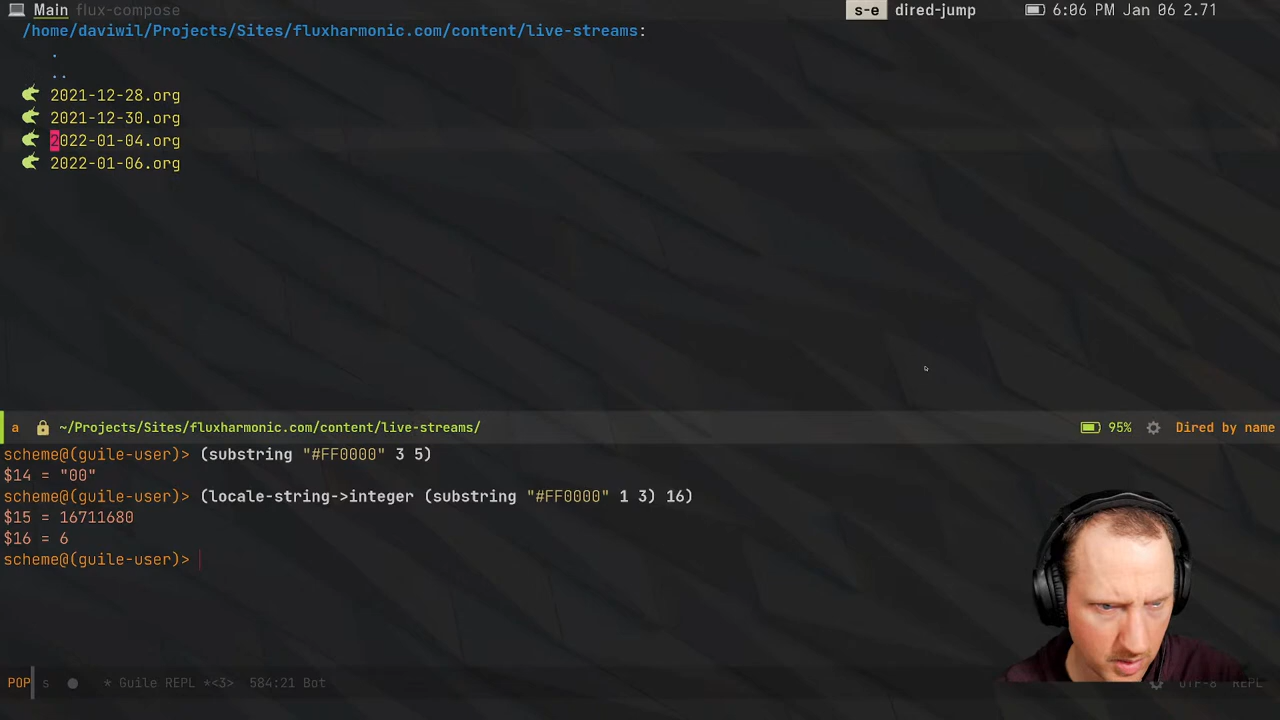 Main flux-compose s-e dired-jump 6:06 PM Jan 06 2.71
/home/daviwil/Projects/Sites/fluxharmonic.com/content/live-streams:
.
..
2021-12-28.org
2021-12-30.org
2022-01-04.org
2022-01-06.org
a ~/Projects/Sites/fluxharmonic.com/content/live-streams/ 95% Dired by name
scheme@(guile-user)> (substring "#FF0000" 3 5)
$14 = "00"
scheme@(guile-user)> (locale-string->integer (substring "#FF0000" 1 3) 16)
$15 = 16711680
$16 = 6
scheme@(guile-user)>
POP s * Guile REPL *<3> 584:21 Bot UTF-8 REPL